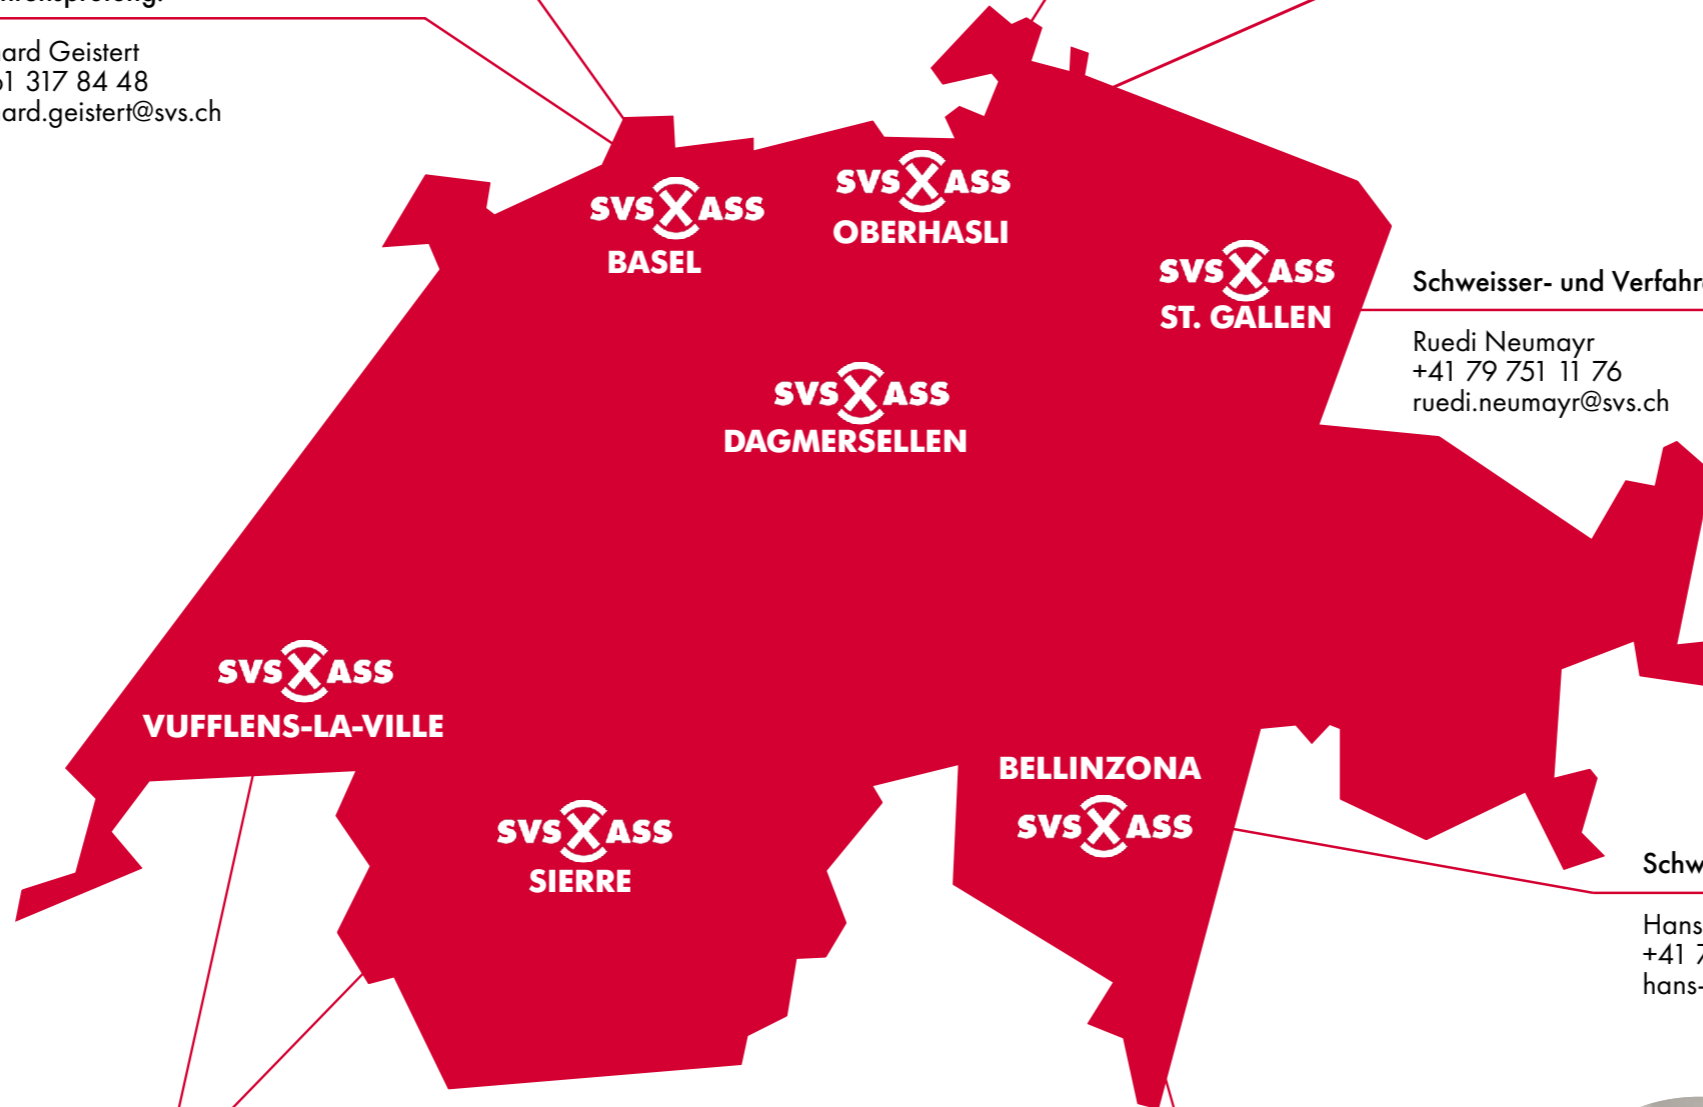 ard Geistert
61 317 84 48
ard.geistert@svs.ch
SVS ASS
BASEL
SVS ASS
OBERHASLI
SVS ASS
ST. GALLEN
Schweisser- und Verfahr
Ruedi Neumayr
+41 79 751 11 76
ruedi.neumayr@svs.ch
SVS ASS
DAGMERSELLEN
SVS ASS
VUFFLENS-LA-VILLE
SVS ASS
SIERRE
BELLINZONA
SVS ASS
Schw
Hans
+41 7
hans-